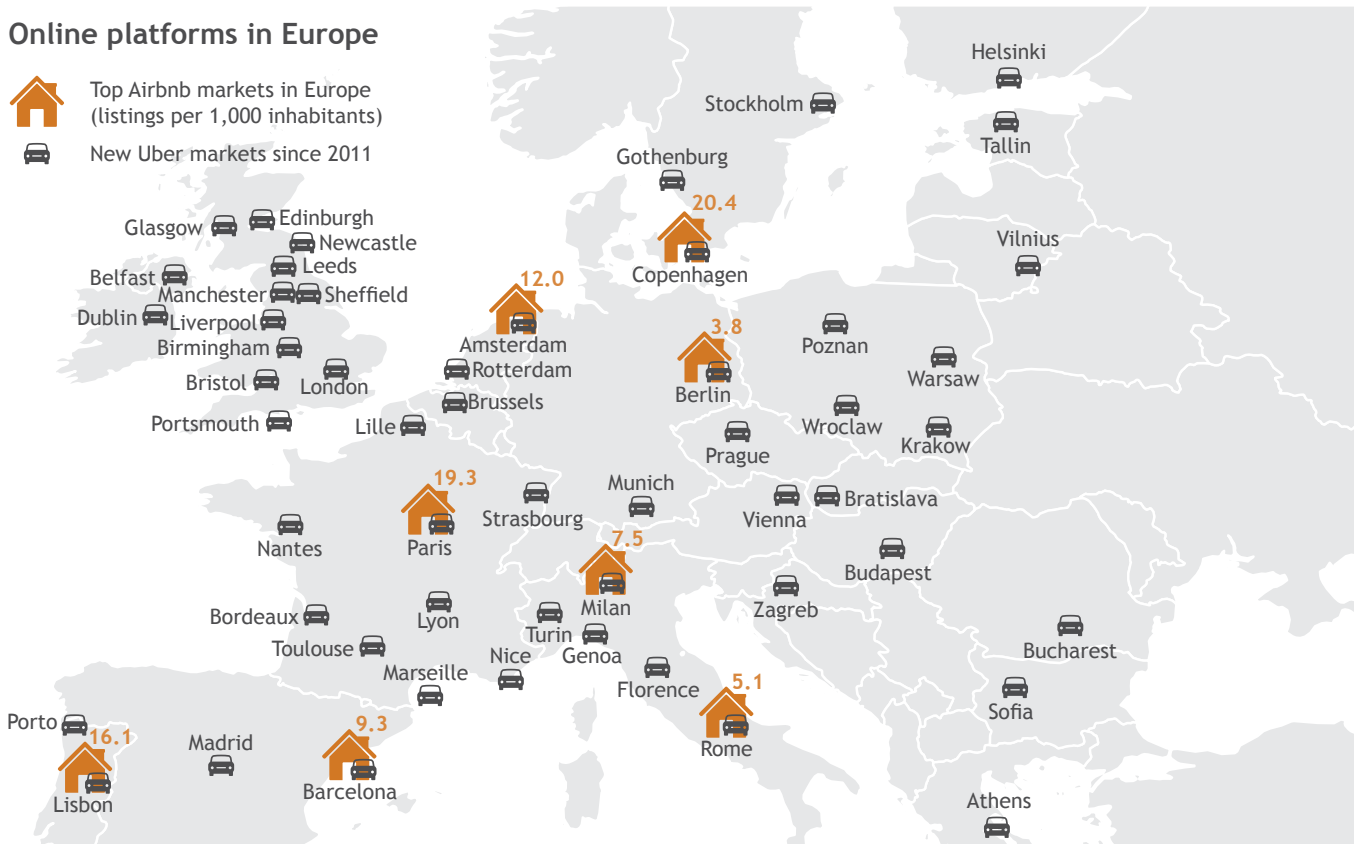 Online platforms in Europe
Top Airbnb markets in Europe
(listings per 1,000 inhabitants)
New Uber markets since 2011
Helsinki
Stockholm
Tallin
Gothenburg
20.4
Copenhagen
Edinburgh
Glasgow
Newcastle
Vilnius
Leeds
Belfast
Manchester
Sheffield
12.0
Dublin
Liverpool
Birmingham
Amsterdam
3.8
Poznan
Bristol
London
Rotterdam
Berlin
Warsaw
Portsmouth
Lille
Brussels
Wroclaw
Krakow
Prague
19.3
Munich
Strasbourg
Vienna
Bratislava
Nantes
Paris
7.5
Budapest
Milan
Zagreb
Bordeaux
Lyon
Turin
Genoa
Toulouse
Bucharest
Marseille
Nice
Florence
5.1
Sofia
Porto
16.1
Madrid
9.3
Rome
Lisbon
Barcelona
Athens